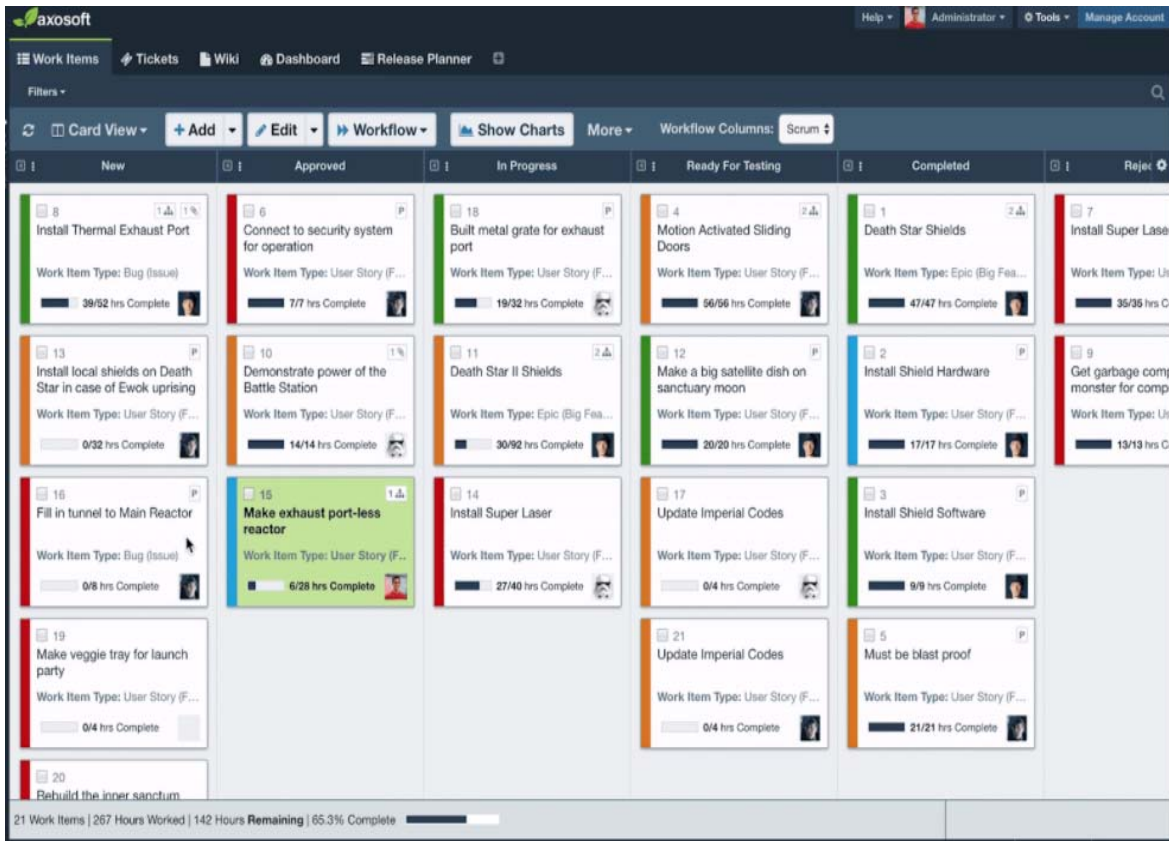 axosoft
Help Administrator Tools Manage Account
Work Items Tickets Wiki Dashboard Release Planner
Filters
Card View + Add Edit Workflow Show Charts More Workflow Columns: Scrum
New Approved In Progress Ready For Testing Completed Rejec
8 1 1
Install Thermal Exhaust Port
Work Item Type: Bug (Issue)
39/52 hrs Complete
13 P
Install local shields on Death
Star in case of Ewok uprising
Work Item Type: User Story (F...
0/32 hrs Complete
16 P
Fill in tunnel to Main Reactor
Work Item Type: Bug (Issue)
0/8 hrs Complete
19
Make veggie tray for launch
party
Work Item Type: User Story (F...
0/4 hrs Complete
20
Rebuild the inner sanctum
6 P
Connect to security system
for operation
Work Item Type: User Story (F...
7/7 hrs Complete
10 1
Demonstrate power of the
Battle Station
Work Item Type: User Story (F...
14/14 hrs Complete
15 1
Make exhaust port-less
reactor
Work Item Type: User Story (F...
6/28 hrs Complete
18 P
Built metal grate for exhaust
port
Work Item Type: User Story (F...
19/32 hrs Complete
11 2
Death Star II Shields
Work Item Type: Epic (Big Fea...
30/92 hrs Complete
14
Install Super Laser
Work Item Type: User Story (F...
27/40 hrs Complete
4 2
Motion Activated Sliding
Doors
Work Item Type: User Story (F...
56/56 hrs Complete
12 P
Make a big satellite dish on
sanctuary moon
Work Item Type: User Story (F...
20/20 hrs Complete
17
Update Imperial Codes
Work Item Type: User Story (F...
0/4 hrs Complete
21
Update Imperial Codes
Work Item Type: User Story (F...
0/4 hrs Complete
1 2
Death Star Shields
Work Item Type: Epic (Big Fea...
47/47 hrs Complete
2 P
Install Shield Hardware
Work Item Type: User Story (F...
17/17 hrs Complete
3 P
Install Shield Software
Work Item Type: User Story (F...
9/9 hrs Complete
5 P
Must be blast proof
Work Item Type: User Story (F...
21/21 hrs Complete
7
Install Super Lase
Work Item Type: Us
35/35 hrs C
9
Get garbage comp
monster for comp
Work Item Type: Us
13/13 hrs C
21 Work Items | 267 Hours Worked | 142 Hours Remaining | 65.3% Complete